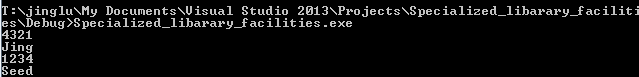 T:\jinglu\My Documents\Visual Studio 2013\Projects\Specialized_libarary_faciliti
es\Debug>Specialized_libarary_facilities.exe
4321
Jing
1234
Seed